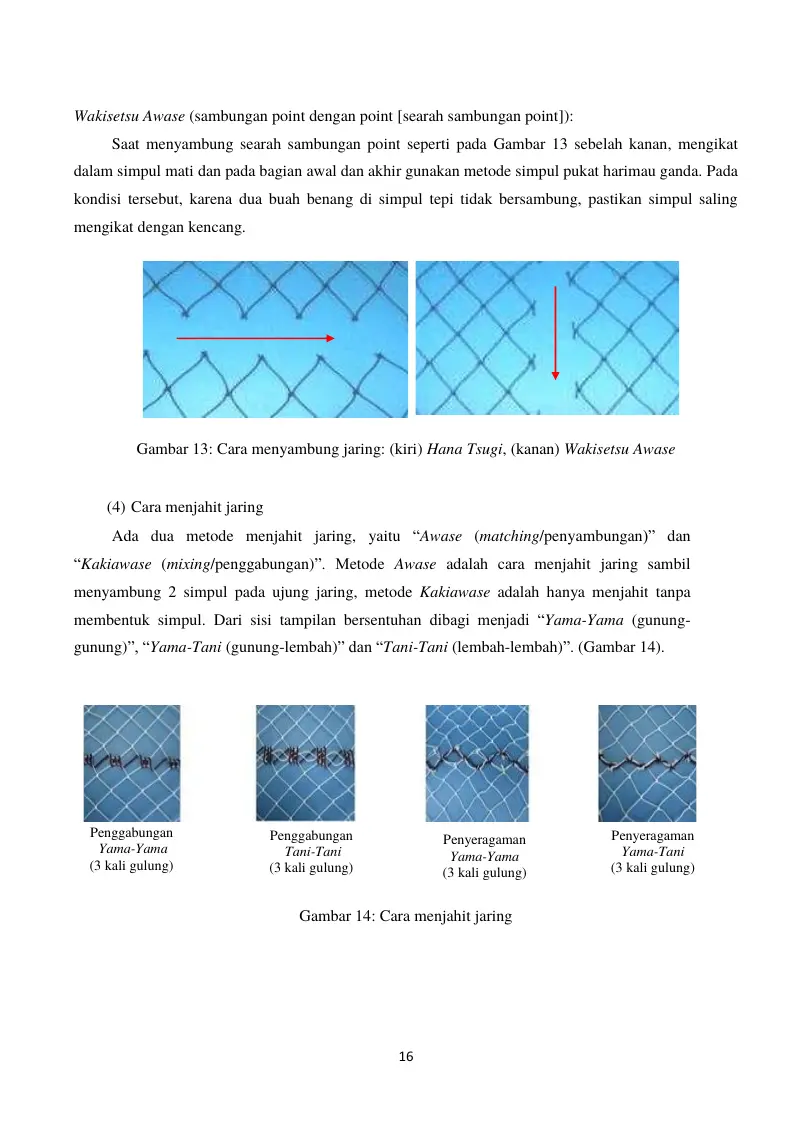 Wakisetsu Awase (sambungan point dengan point [searah sambungan point]):
Saat menyambung searah sambungan point seperti pada Gambar 13 sebelah kanan, mengikat
dalam simpul mati dan pada bagian awal dan akhir gunakan metode simpul pukat harimau ganda. Pada
kondisi tersebut, karena dua buah benang di simpul tepi tidak bersambung, pastikan simpul saling
mengikat dengan kencang.
Gambar 13: Cara menyambung jaring: (kiri) Hana Tsugi, (kanan) Wakisetsu Awase
(4) Cara menjahit jaring
Ada dua metode menjahit jaring, yaitu “Awase (matching/penyambungan)” dan
“Kakiawase (mixing/penggabungan)”. Metode Awase adalah cara menjahit jaring sambil
menyambung 2 simpul pada ujung jaring, metode Kakiawase adalah hanya menjahit tanpa
membentuk simpul. Dari sisi tampilan bersentuhan dibagi menjadi “Yama-Yama (gunung-
gunung)”, “Yama-Tani (gunung-lembah)” dan “Tani-Tani (lembah-lembah)”. (Gambar 14).
Penggabungan
Yama-Yama
(3 kali gulung)
Penggabungan
Tani-Tani
(3 kali gulung)
Penyeragaman
Yama-Yama
(3 kali gulung)
Penyeragaman
Yama-Tani
(3 kali gulung)
Gambar 14: Cara menjahit jaring
16